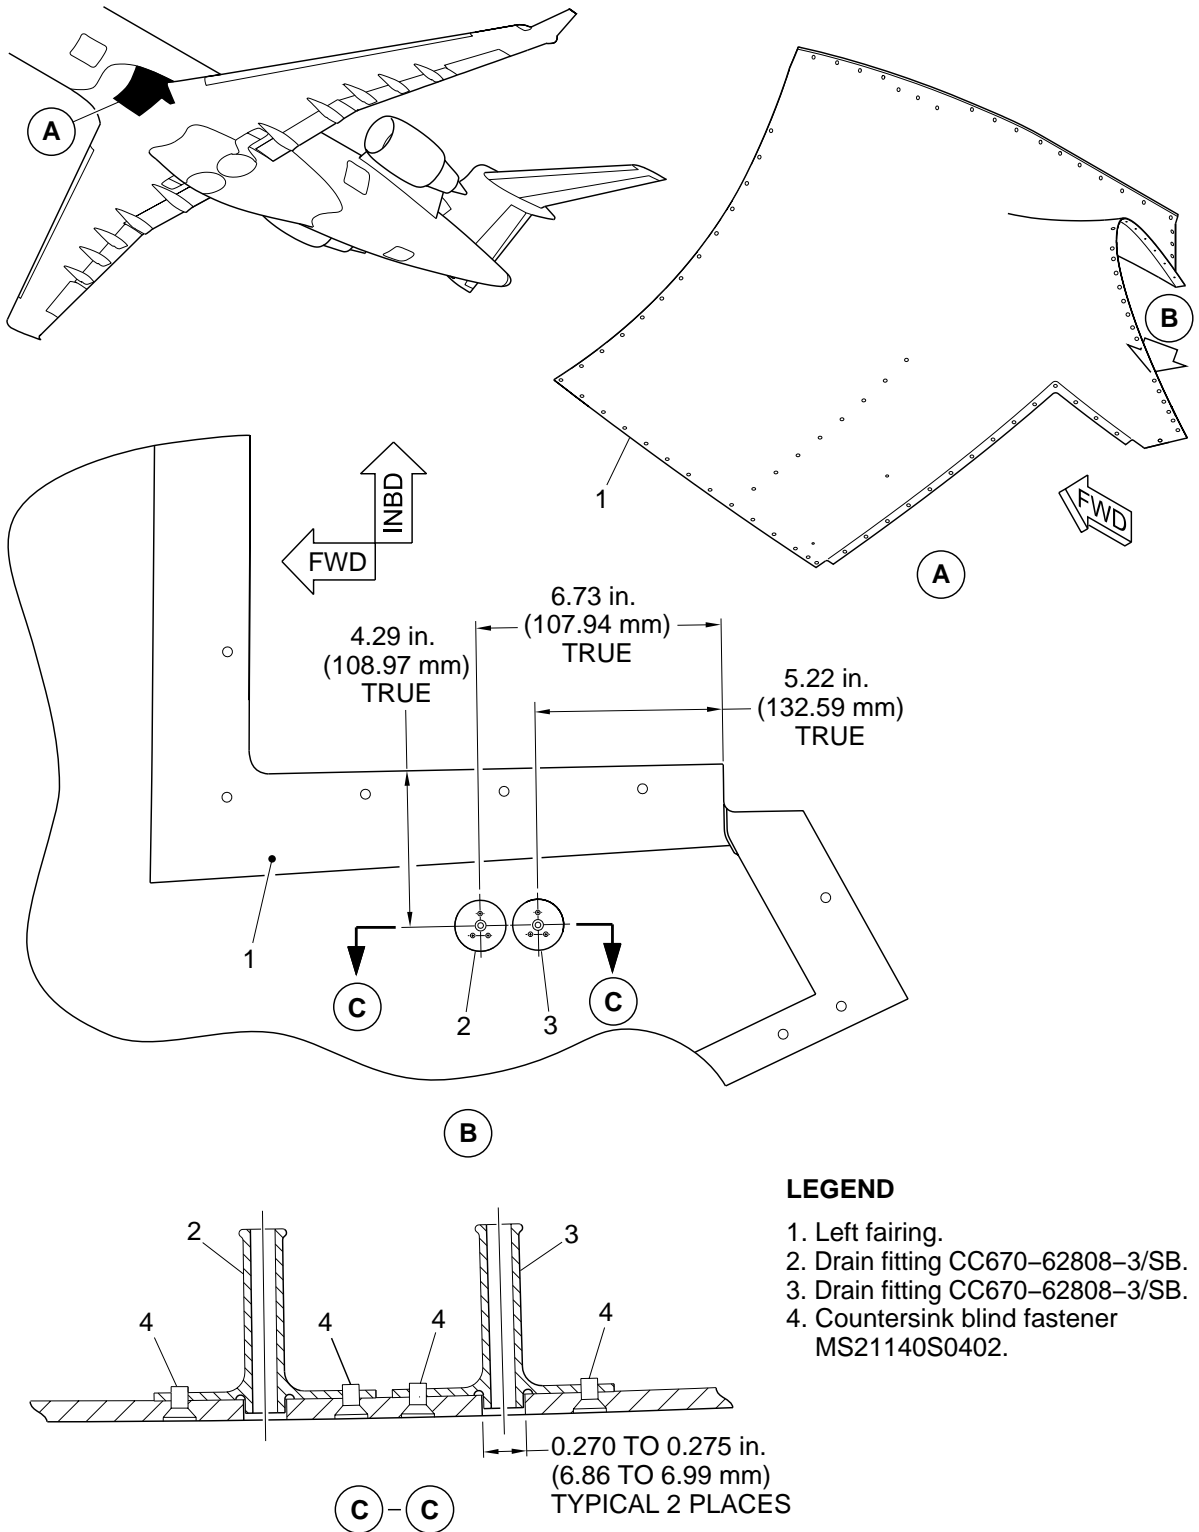 A
B
1
FWD
A
INBD
FWD
6.73 in.
(107.94 mm)
TRUE
4.29 in.
(108.97 mm)
TRUE
5.22 in.
(132.59 mm)
TRUE
1
C
2
3
C
B
LEGEND
1. Left fairing.
2. Drain fitting CC670−62808−3/SB.
3. Drain fitting CC670−62808−3/SB.
4. Countersink blind fastener
MS21140S0402.
2
3
4
4
4
4
0.270 TO 0.275 in.
(6.86 TO 6.99 mm)
TYPICAL 2 PLACES
C – C